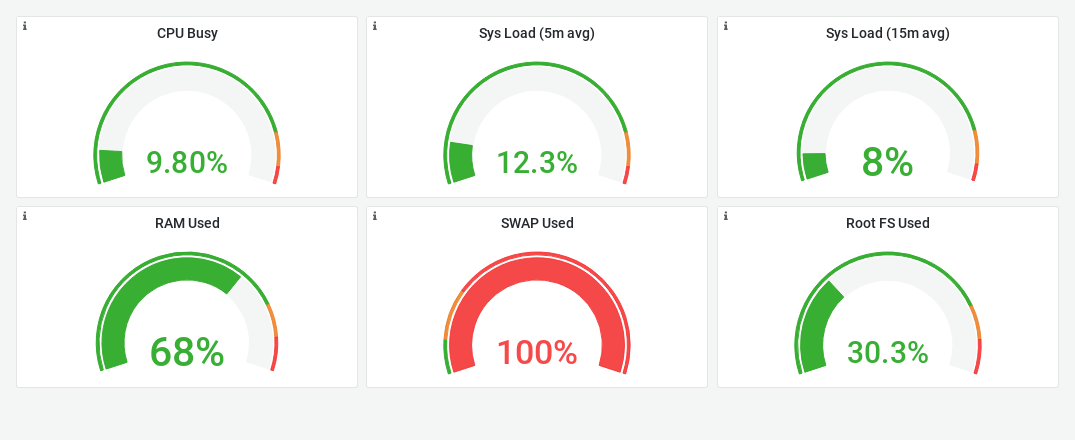 CPU Busy
9.80%
Sys Load (5m avg)
12.3%
Sys Load (15m avg)
8%
RAM Used
68%
SWAP Used
100%
Root FS Used
30.3%